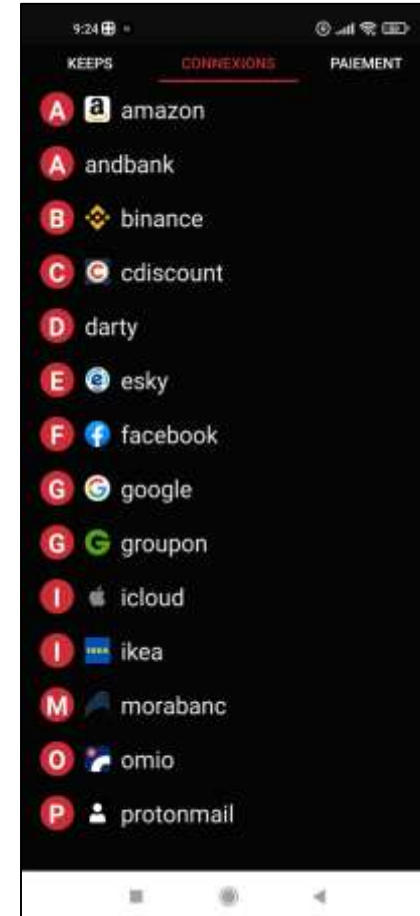 9:24
KEEPS CONNEXIONS PAIEMENT
A a amazon
A andbank
B binance
C C cdiscount
D darty
E e esky
F f facebook
G G google
G G groupon
I icloud
I IKEA ikea
M morabanc
O omio
P protonmail